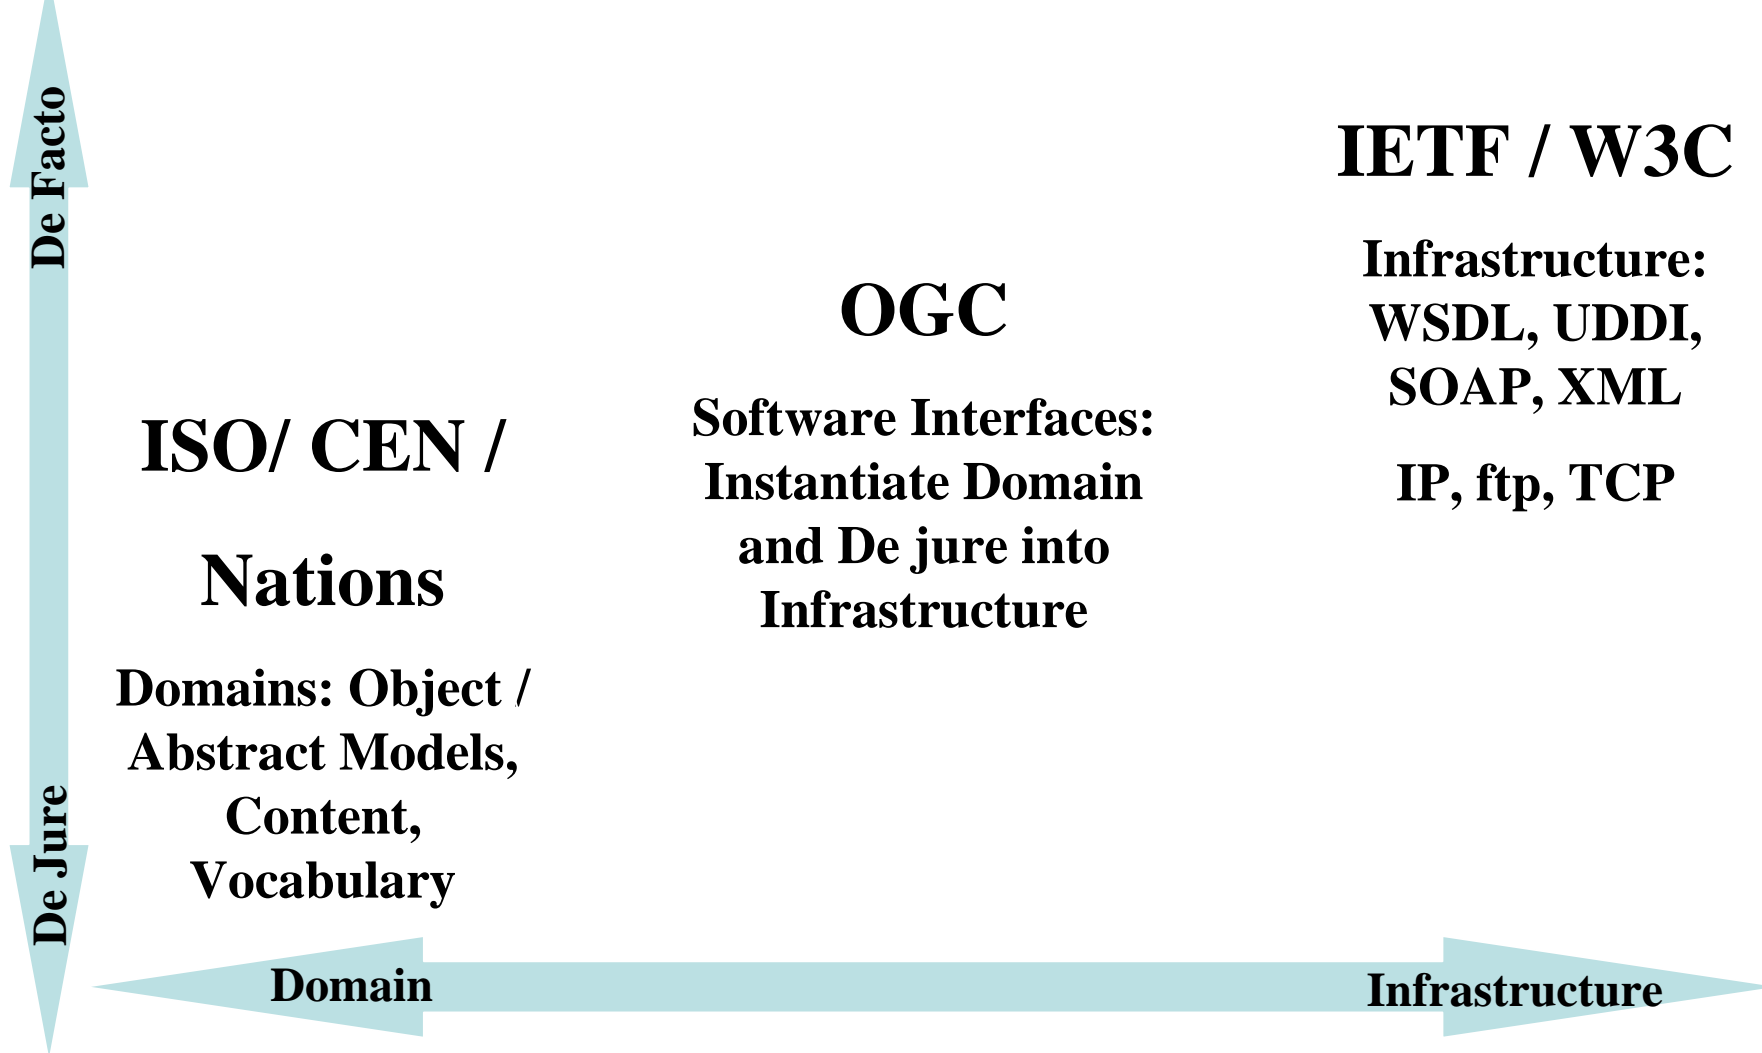 De Facto
De Jure
ISO/ CEN /
Nations
Domains: Object /
Abstract Models,
Content,
Vocabulary
OGC
Software Interfaces:
Instantiate Domain
and De jure into
Infrastructure
IETF / W3C
Infrastructure:
WSDL, UDDI,
SOAP, XML
IP, ftp, TCP
Domain
Infrastructure